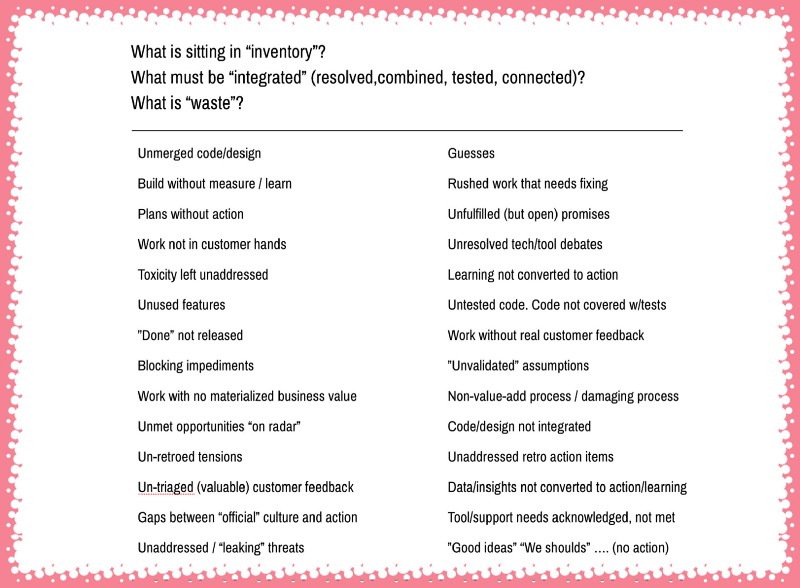 What is sitting in “inventory”?
What must be “integrated” (resolved,combined, tested, connected)?
What is “waste”?
Unmerged code/design
Build without measure / learn
Plans without action
Work not in customer hands
Toxicity left unaddressed
Unused features
”Done” not released
Blocking impediments
Work with no materialized business value
Unmet opportunities “on radar”
Un-retroed tensions
Un-triaged (valuable) customer feedback
Gaps between “official” culture and action
Unaddressed / “leaking” threats
Guesses
Rushed work that needs fixing
Unfulfilled (but open) promises
Unresolved tech/tool debates
Learning not converted to action
Untested code. Code not covered w/tests
Work without real customer feedback
”Unvalidated” assumptions
Non-value-add process / damaging process
Code/design not integrated
Unaddressed retro action items
Data/insights not converted to action/learning
Tool/support needs acknowledged, not met
”Good ideas” “We shoulds” .... (no action)